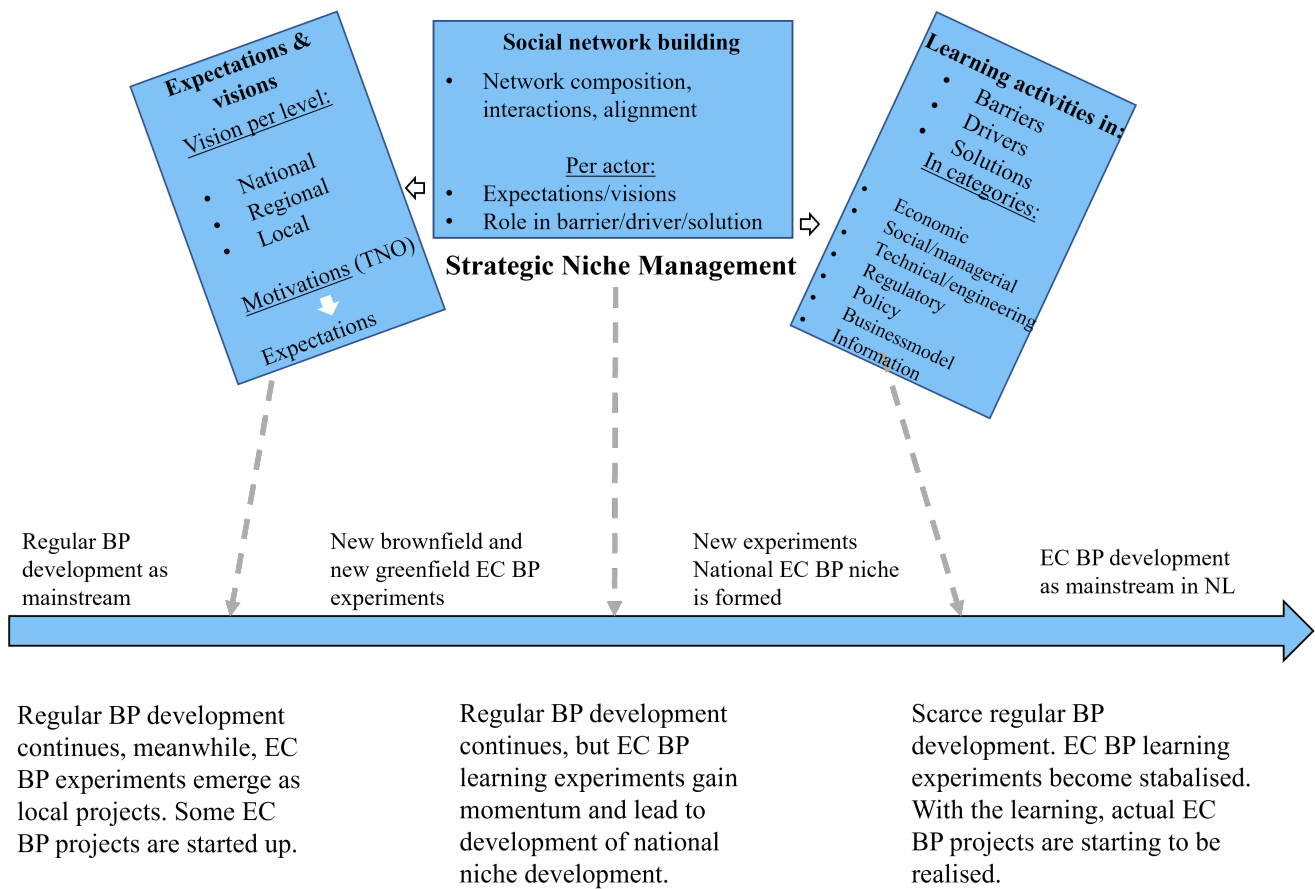 Expectations &
visions
Vision per level:
• National
• Regional
• Local
Motivations (TNO)
Expectations
Social network building
• Network composition,
interactions, alignment
Per actor:
• Expectations/visions
• Role in barrier/driver/solution
Strategic Niche Management
Learning activities in:
• Barriers
• Drivers
• Solutions
In categories:
• Economic
• Social/managerial
• Technical/engineering
• Regulatory
• Policy
• Businessmodel
• Information
Regular BP
development as
mainstream
New brownfield and
new greenfield EC BP
experiments
New experiments
National EC BP niche
is formed
EC BP development
as mainstream in NL
Regular BP development
continues, meanwhile, EC
BP experiments emerge as
local projects. Some EC
BP projects are started up.
Regular BP development
continues, but EC BP
learning experiments gain
momentum and lead to
development of national
niche development.
Scarce regular BP
development. EC BP learning
experiments become stabalised.
With the learning, actual EC
BP projects are starting to be
realised.